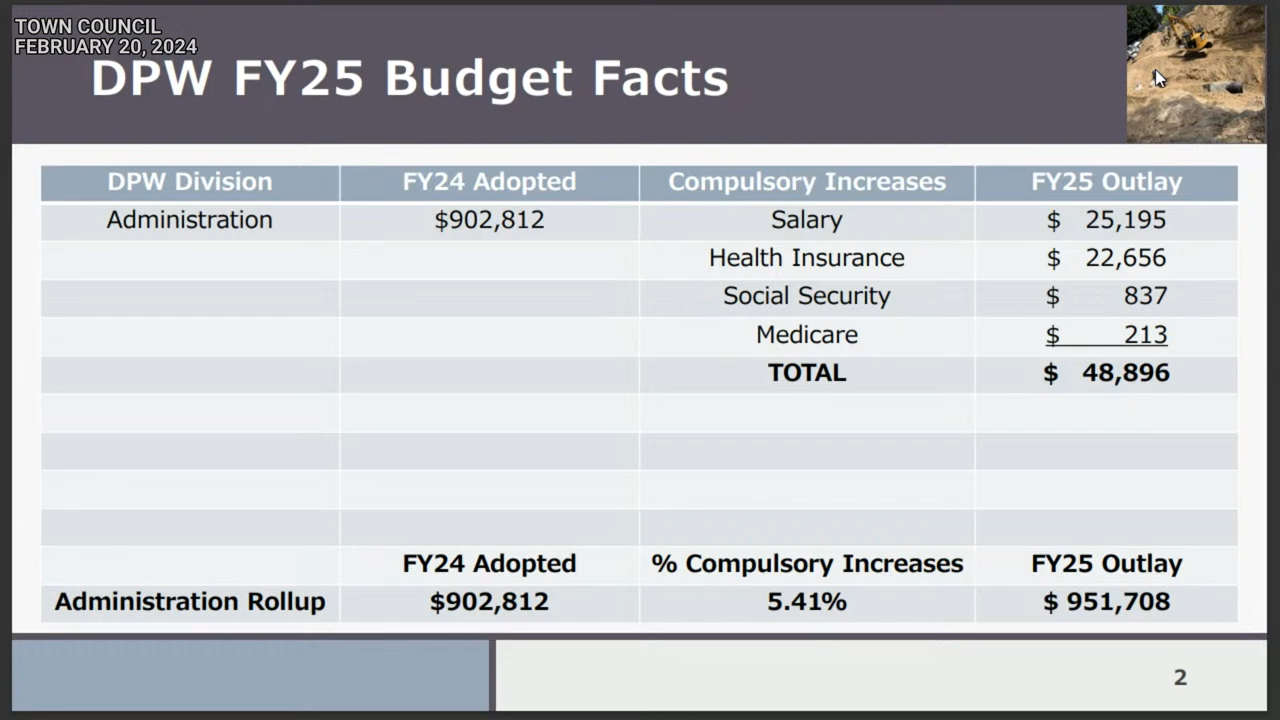 TOWN COUNCIL
FEBRUARY 20, 2024
DPW FY25 Budget Facts
DPW Division FY24 Adopted Compulsory Increases FY25 Outlay
Administration $902,812 Salary $ 25,195
Health Insurance $ 22,656
Social Security $ 837
Medicare $ 213
TOTAL $ 48,896
FY24 Adopted % Compulsory Increases FY25 Outlay
Administration Rollup $902,812 5.41% $ 951,708
2